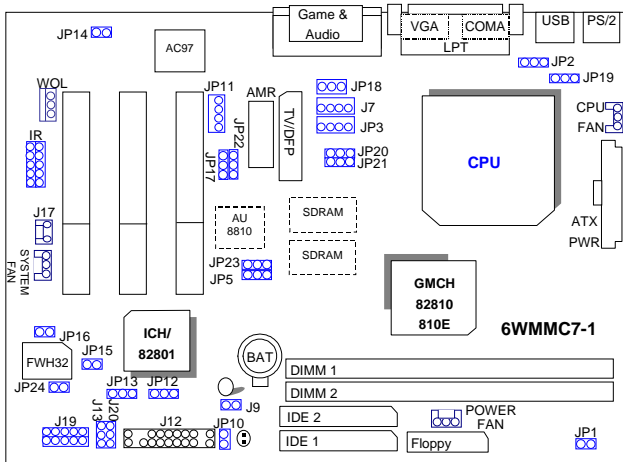 Game &
Audio
VGA
COMA
LPT
USB
PS/2
JP14
AC97
JP2
JP19
WOL
JP11
AMR
TV/DFP
JP18
J7
JP3
CPU
FAN
IR
JP22
JP17
JP20
JP21
CPU
J17
SYSTEM
FAN
AU
8810
SDRAM
SDRAM
ATX
PWR
JP23
JP5
GMCH
82810
810E
6WMMC7-1
JP16
ICH/
82801
FWH32
JP15
BAT
DIMM 1
DIMM 2
JP24
JP13
JP12
J9
IDE 2
POWER
FAN
J19
J13
J20
J12
JP10
IDE 1
Floppy
JP1